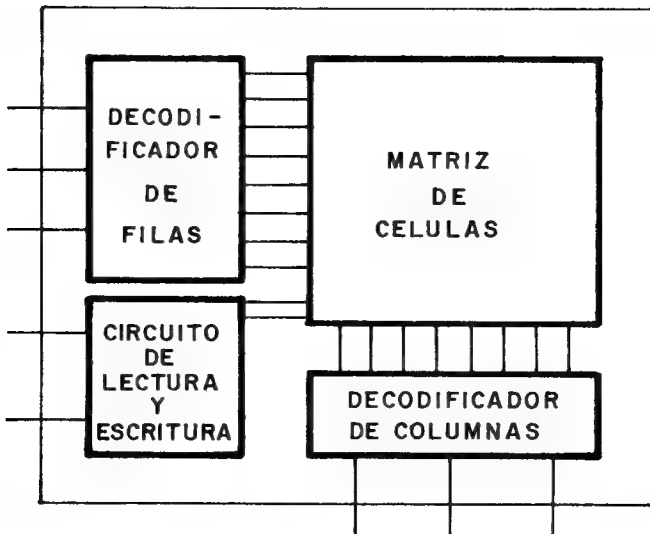 DECODI-
FICADOR
DE
FILAS
MATRIZ
DE
CELULAS
CIRCUITO
DE
LECTURA
Y
ESCRITURA
DECODIFICADOR
DE COLUMNAS